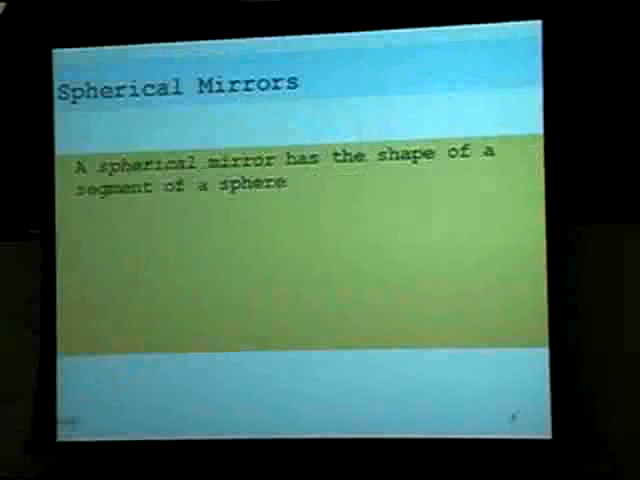 Spherical Mirrors
A spherical mirror has the shape of a
segment of a sphere